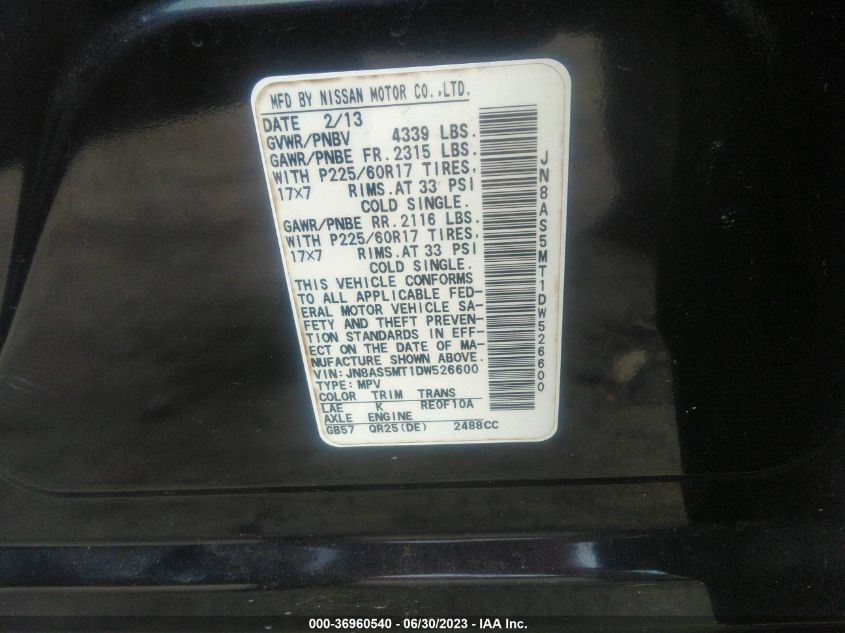 MFD BY NISSAN MOTOR CO.,LTD.
DATE 2/13
GVWR/PNBV 4339 LBS.
GAWR/PNBE FR. 2315 LBS.
WITH P225/60R17 TIRES,
17×7 RIMS.AT 33 PSI
COLD SINGLE.
GAWR/PNBE RR. 2116 LBS.
WITH P225/60R17 TIRES,
17×7 RIMS.AT 33 PSI
COLD SINGLE.
THIS VEHICLE CONFORMS
TO ALL APPLICABLE FED-
ERAL MOTOR VEHICLE SA-
FETY AND THEFT PREVEN-
TION STANDARDS IN EFF-
ECT ON THE DATE OF MA-
NUFACTURE SHOWN ABOVE.
VIN: JN8AS5MT1DW526600
TYPE: MPV
COLOR TRIM TRANS
LAE K RE0F10A
AXLE ENGINE
GB57 QR25(DE) 2488CC
JN8AS5MT1DW526600
000-36960540 - 06/30/2023 - © IAA Inc.